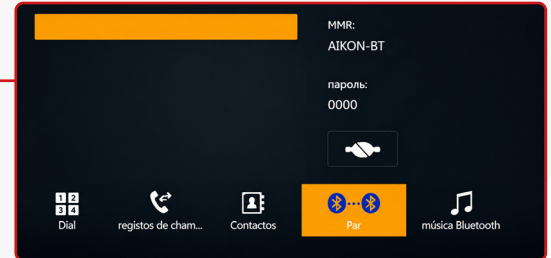 MMR:
AIKON-BT
пароль:
0000
1 2
3 4
Dial
registos de cham...
Contactos
Par
música Bluetooth